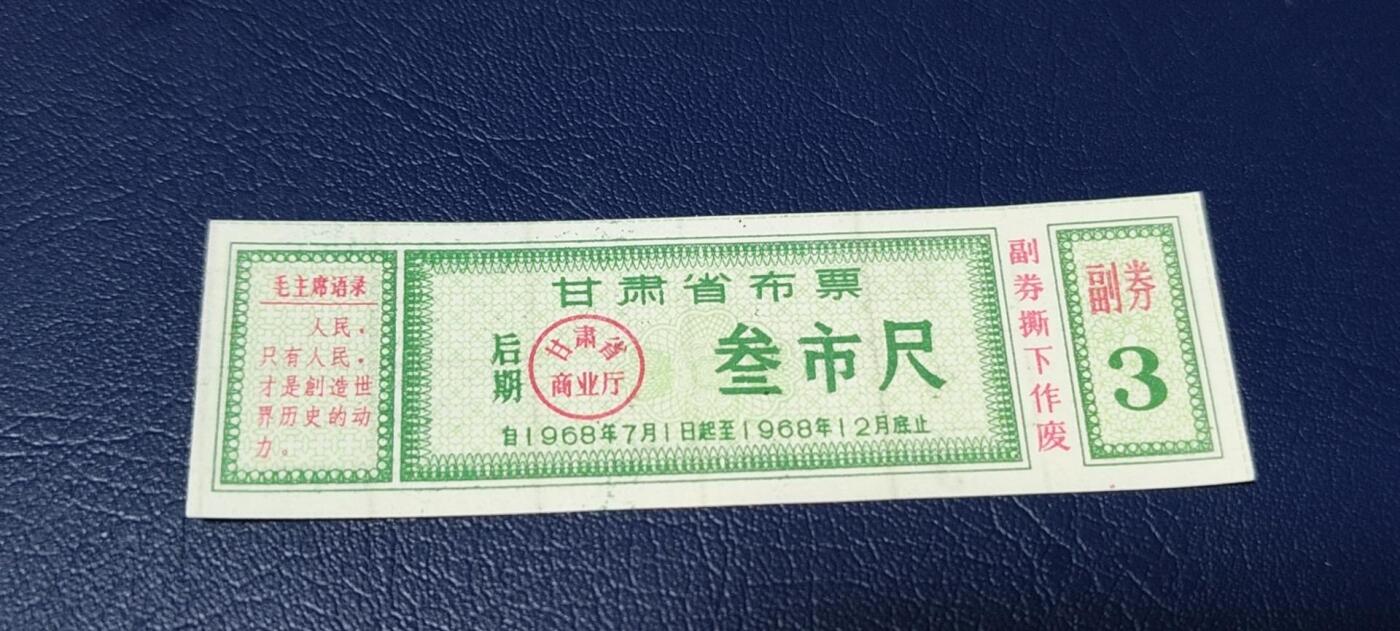 毛主席语录
人民，
只有人民，
才是創造世
界历史的动
力。
甘肃省布票
后期
甘肃省
商业厅
叁市尺
自1968年7月1日起至1968年12月底止
副券撕下作废
副券
3